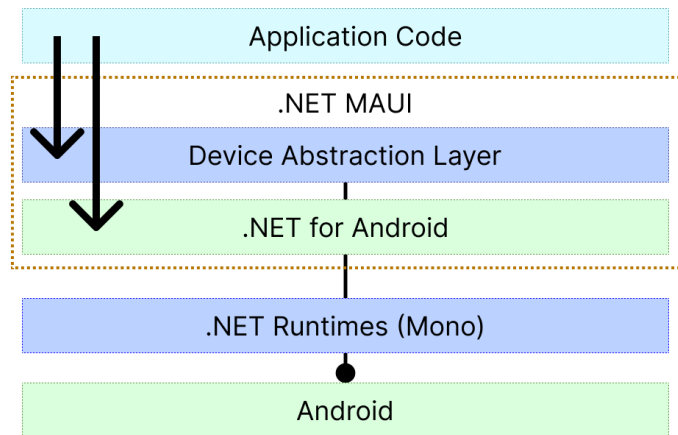 Application Code
.NET MAUI
Device Abstraction Layer
.NET for Android
.NET Runtimes (Mono)
Android